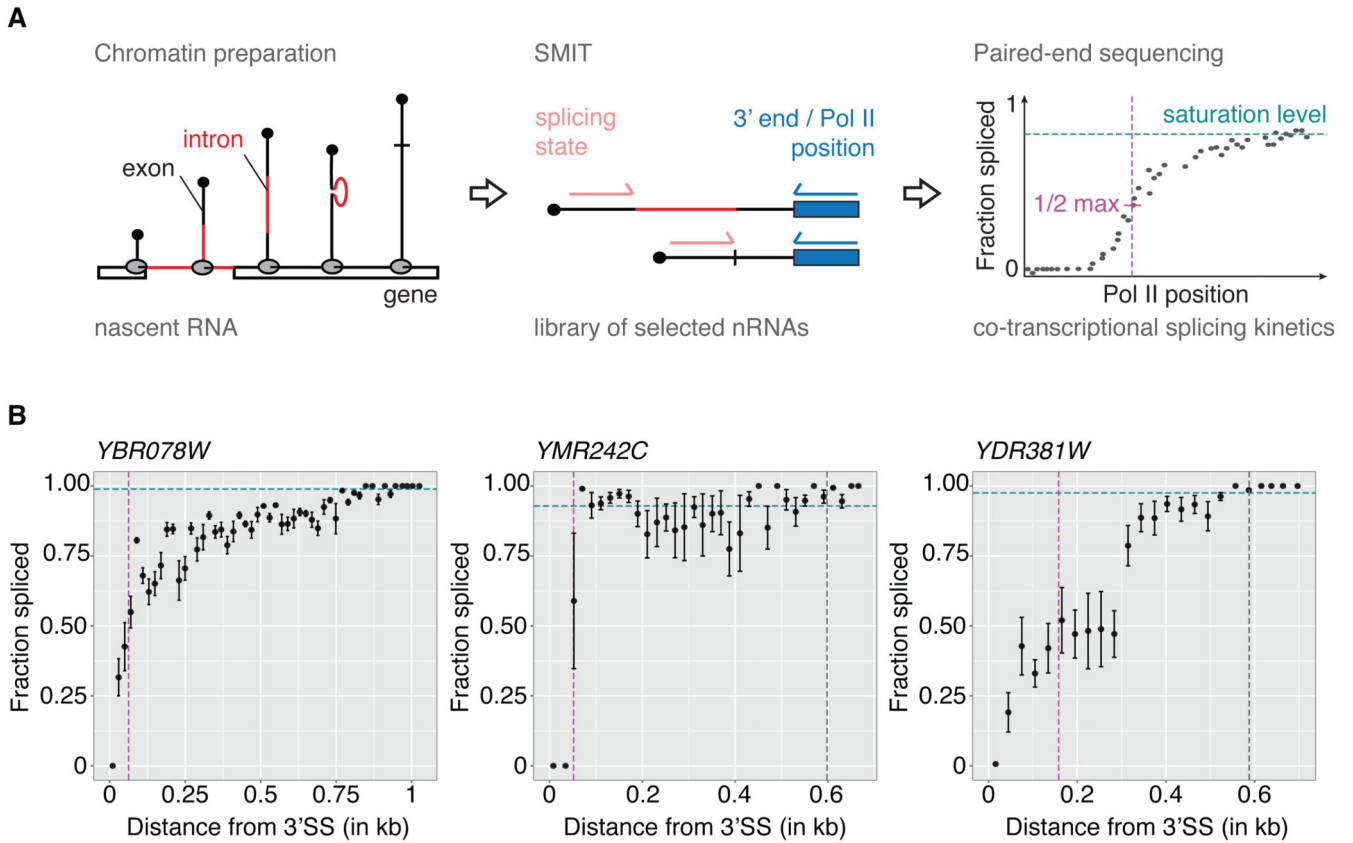 A
Chromatin preparation
SMIT
Paired-end sequencing
intron
exon
gene
nascent RNA
splicing
state
3’ end / Pol II
position
library of selected nRNAs
1
saturation level
1/2 max
0
Fraction spliced
Pol II position
co-transcriptional splicing kinetics
B
YBR078W
1.00
0.75
0.50
0.25
0
Fraction spliced
0 0.25 0.5 0.75 1
Distance from 3’SS (in kb)
YMR242C
1.00
0.75
0.50
0.25
0
Fraction spliced
0 0.2 0.4 0.6
Distance from 3’SS (in kb)
YDR381W
1.00
0.75
0.50
0.25
0
Fraction spliced
0 0.2 0.4 0.6
Distance from 3’SS (in kb)